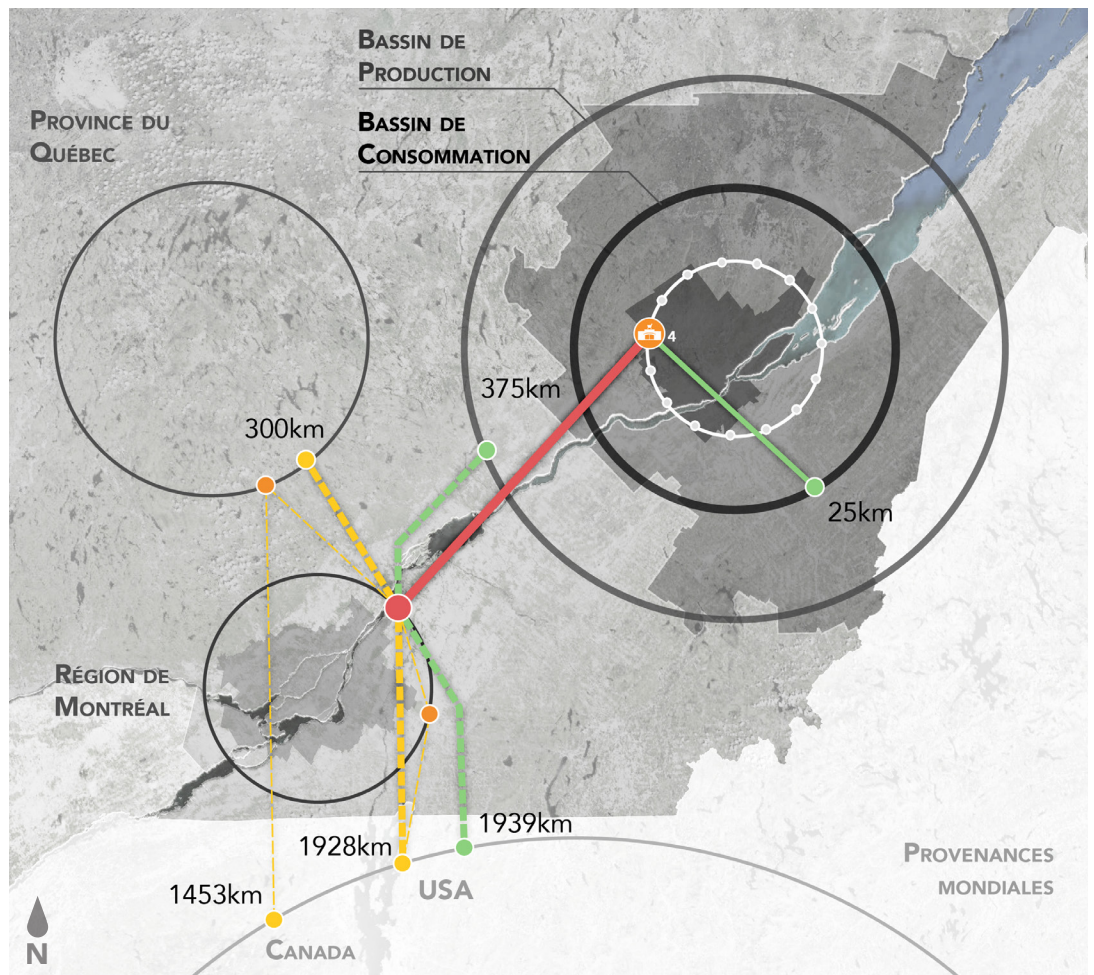 Bassin de
Production
Province du
Québec
Bassin de
Consommation
4
375km
300km
25km
Région de
Montréal
1939km
1928km
Provenances
mondiales
USA
1453km
Canada
N